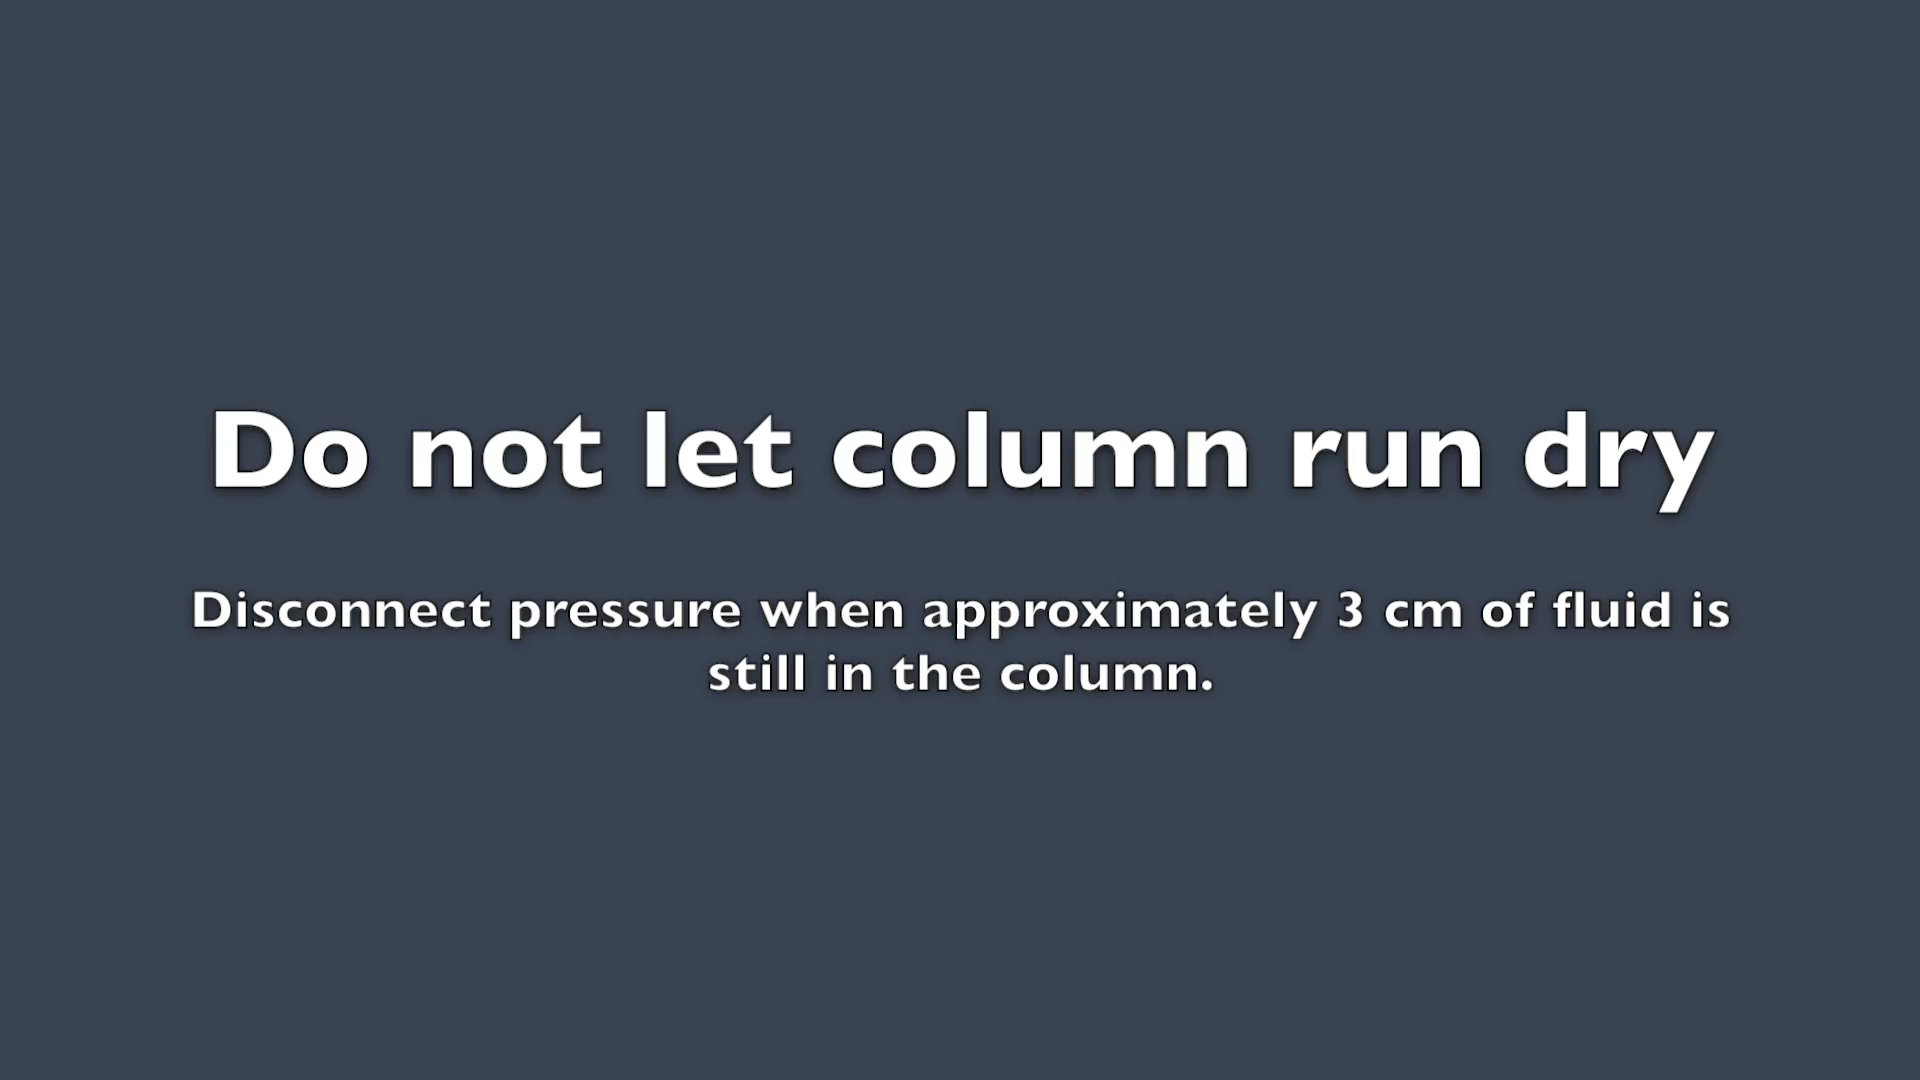 Do not let column run dry
Disconnect pressure when approximately 3 cm of fluid is
still in the column.